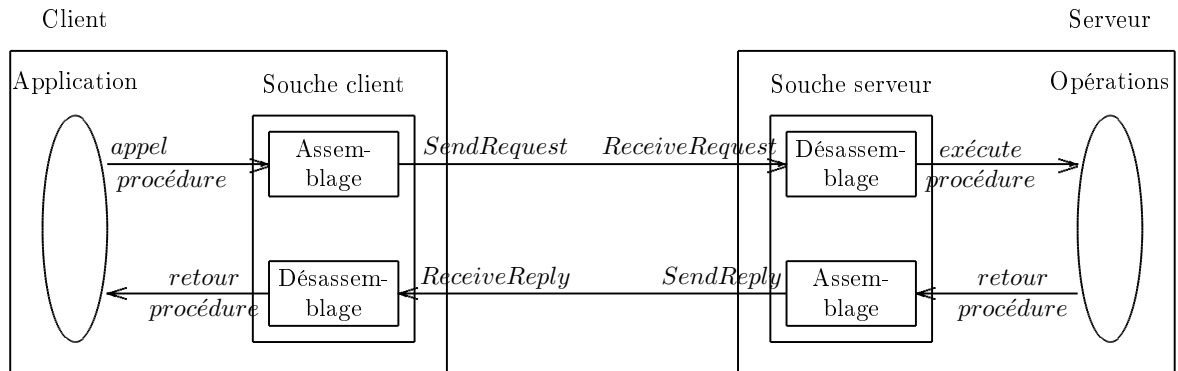 Client
Serveur
Application
Souche client
Souche serveur
Opérations
appel
procédure
Assem-
blage
SendRequest
ReceiveRequest
Désassem-
blage
exécute
procédure
retour
procédure
Désassem-
blage
ReceiveReply
SendReply
Assem-
blage
retour
procédure